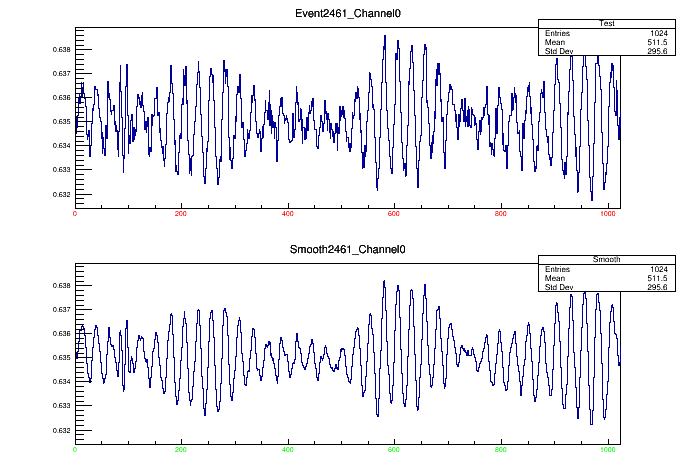 Event2461_Channel0
Test
Entries 1024
Mean 511.5
Std Dev 295.6
0.638
0.637
0.636
0.635
0.634
0.633
0.632
0 200 400 600 800 1000
Smooth2461_Channel0
Smooth
Entries 1024
Mean 511.5
Std Dev 295.6
0.638
0.637
0.636
0.635
0.634
0.633
0.632
0 200 400 600 800 1000